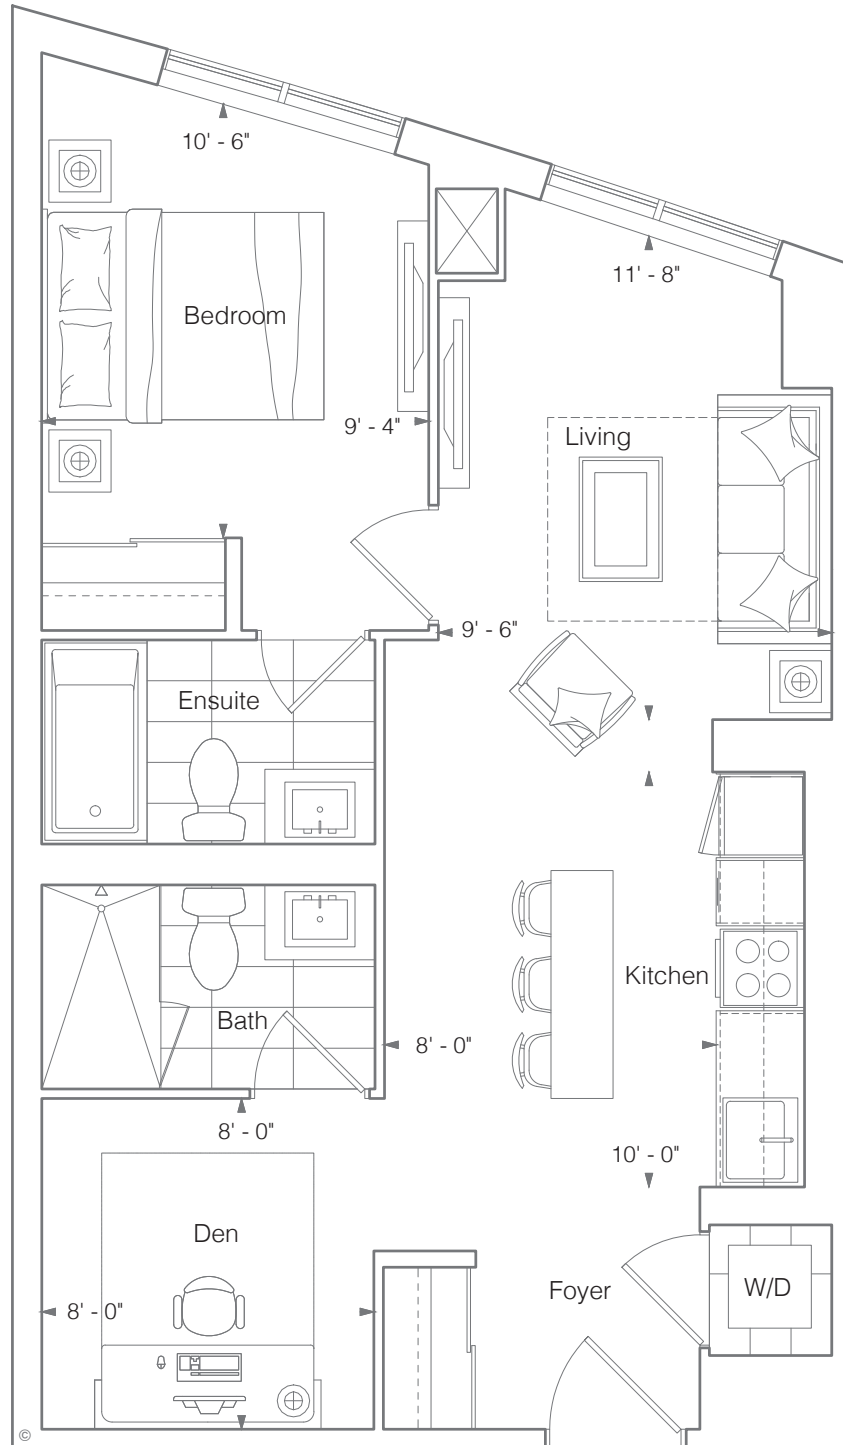 10' - 6"
11' - 8"
Bedroom
9' - 4"
Living
9' - 6"
Ensuite
Kitchen
Bath
8' - 0"
8' - 0"
10' - 0"
Den
Foyer
W/D
8' - 0"
©